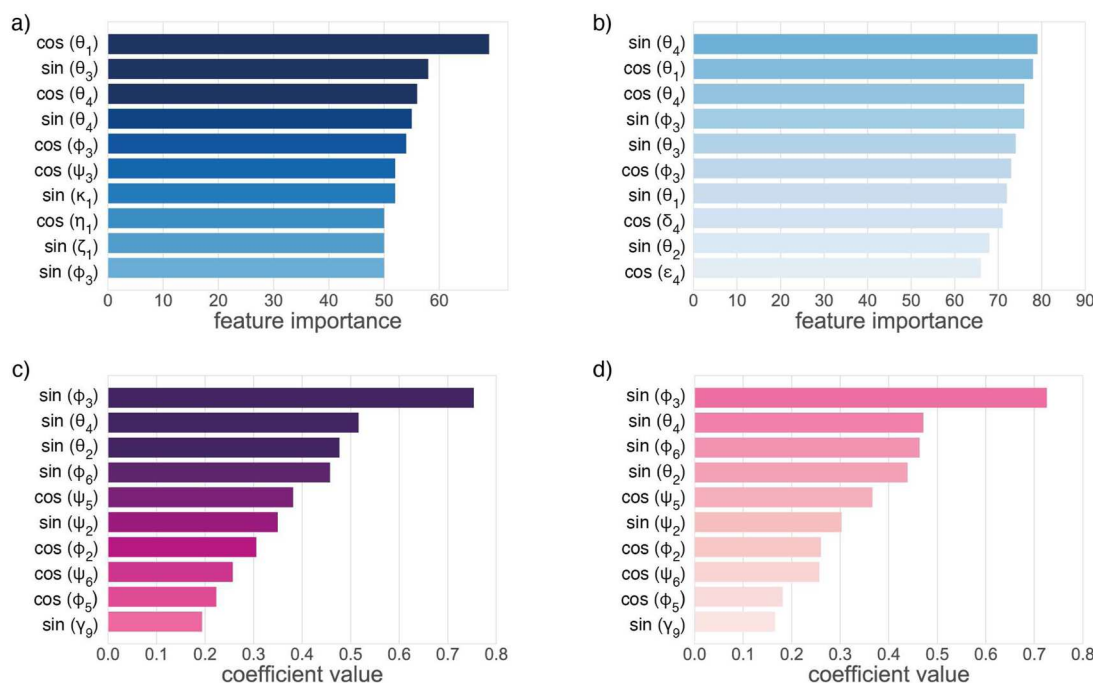 a)
cos (θ₁)
sin (θ₃)
cos (θ₄)
sin (θ₄)
cos (ϕ₃)
cos (ψ₃)
sin (κ₁)
cos (η₁)
sin (ζ₁)
sin (ϕ₃)
0 10 20 30 40 50 60
feature importance
b)
sin (θ₄)
cos (θ₁)
cos (θ₄)
sin (ϕ₃)
sin (θ₃)
cos (ϕ₃)
sin (θ₁)
cos (δ₄)
sin (θ₂)
cos (ε₄)
0 10 20 30 40 50 60 70 80 90
feature importance
c)
sin (ϕ₃)
sin (θ₄)
sin (θ₂)
sin (ϕ₆)
cos (ψ₅)
sin (ψ₂)
cos (ϕ₂)
cos (ψ₆)
cos (ϕ₅)
sin (γ₉)
0.0 0.1 0.2 0.3 0.4 0.5 0.6 0.7 0.8
coefficient value
d)
sin (ϕ₃)
sin (θ₄)
sin (ϕ₆)
sin (θ₂)
cos (ψ₅)
sin (ψ₂)
cos (ϕ₂)
cos (ψ₆)
cos (ϕ₅)
sin (γ₉)
0.0 0.1 0.2 0.3 0.4 0.5 0.6 0.7 0.8
coefficient value